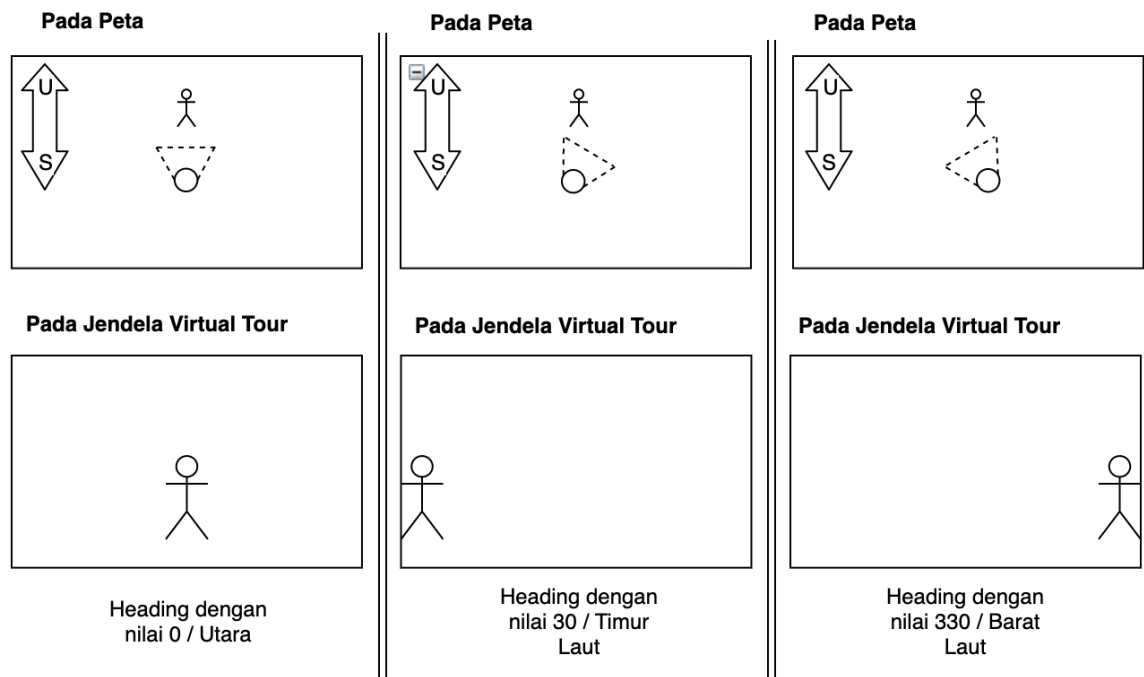 Pada Peta
U
S
Pada Jendela Virtual Tour
Heading dengan
nilai 0 / Utara
Pada Peta
U
S
Pada Jendela Virtual Tour
Heading dengan
nilai 30 / Timur
Laut
Pada Peta
U
S
Pada Jendela Virtual Tour
Heading dengan
nilai 330 / Barat
Laut